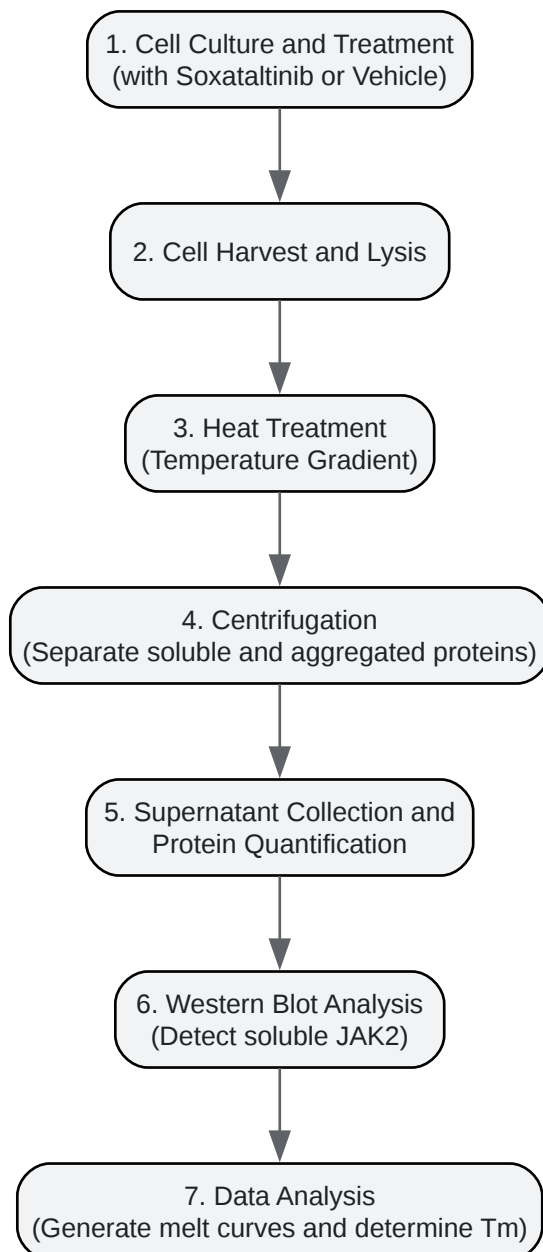 1. Cell Culture and Treatment
(with Soxataltinib or Vehicle)
2. Cell Harvest and Lysis
3. Heat Treatment
(Temperature Gradient)
4. Centrifugation
(Separate soluble and aggregated proteins)
5. Supernatant Collection and
Protein Quantification
6. Western Blot Analysis
(Detect soluble JAK2)
7. Data Analysis
(Generate melt curves and determine Tm)